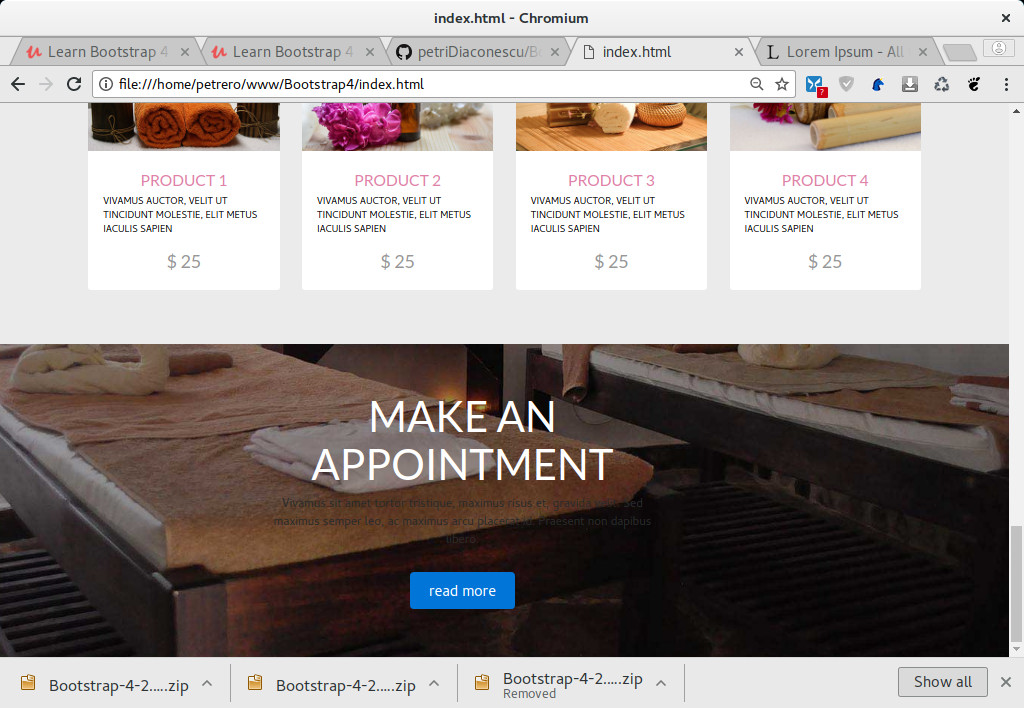 index.html - Chromium
Learn Bootstrap 4
Learn Bootstrap 4
petriDiaconescu/Bo
index.html
Lorem Ipsum - All
file:///home/petrero/www/Bootstrap4/index.html
PRODUCT 1
VIVAMUS AUCTOR, VELIT UT
TINCIDUNT MOLESTIE, ELIT METUS
IACULIS SAPIEN
$ 25
PRODUCT 2
VIVAMUS AUCTOR, VELIT UT
TINCIDUNT MOLESTIE, ELIT METUS
IACULIS SAPIEN
$ 25
PRODUCT 3
VIVAMUS AUCTOR, VELIT UT
TINCIDUNT MOLESTIE, ELIT METUS
IACULIS SAPIEN
$ 25
PRODUCT 4
VIVAMUS AUCTOR, VELIT UT
TINCIDUNT MOLESTIE, ELIT METUS
IACULIS SAPIEN
$ 25
MAKE AN
APPOINTMENT
Vivamus sit amet tortor tristique, maximus risus et, gravida sed
maximus semper leo, ac maximus arcu placerat id. Praesent non dapibus
libero
read more
Bootstrap-4-2.....zip
Bootstrap-4-2.....zip
Bootstrap-4-2.....zip
Removed
Show all